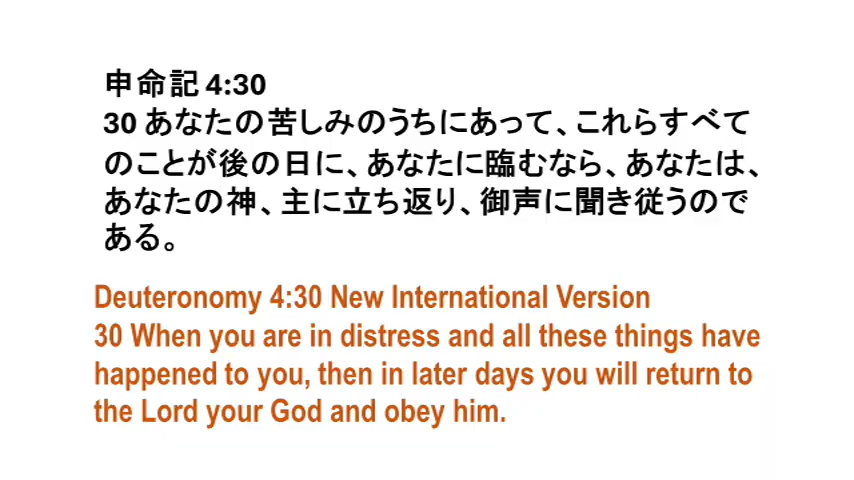 申命記 4:30
30 あなたの苦しみのうちにあって、これらすべて
のことが後の日に、あなたに臨むなら、あなたは、
あなたの神、主に立ち返り、御声に聞き従うので
ある。
Deuteronomy 4:30 New International Version
30 When you are in distress and all these things have
happened to you, then in later days you will return to
the Lord your God and obey him.